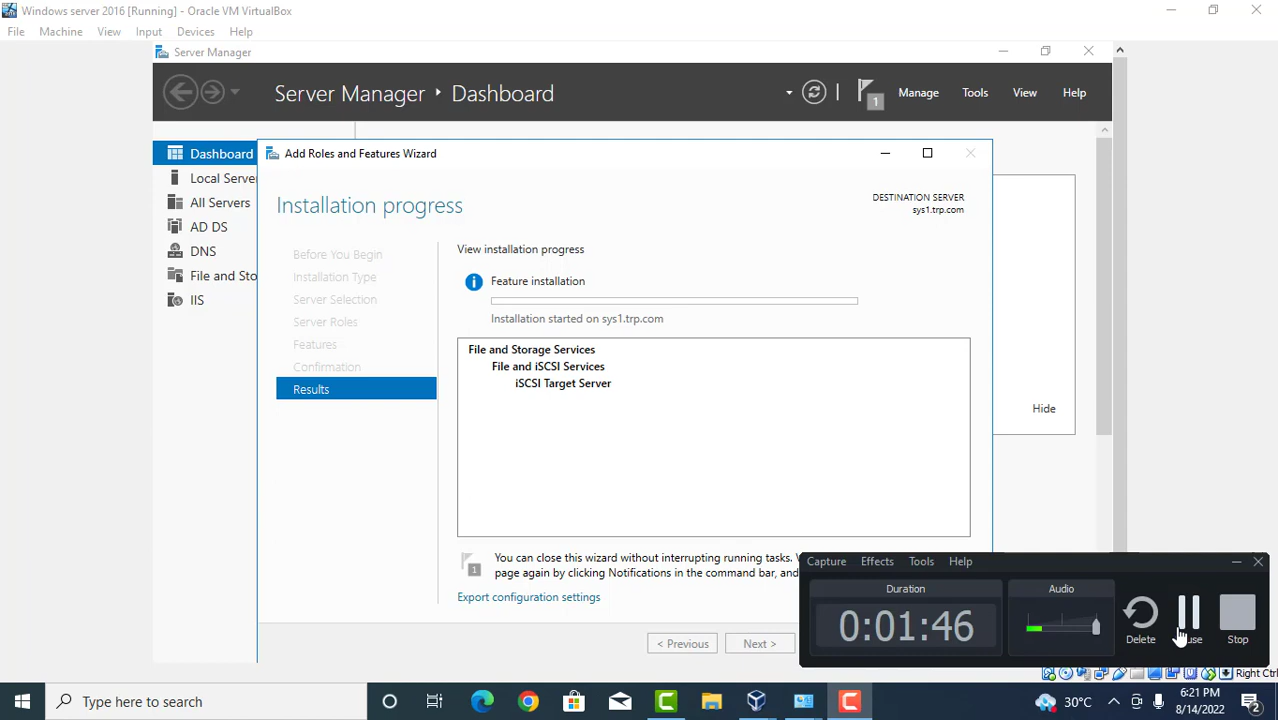 Windows server 2016 [Running] - Oracle VM VirtualBox
File Machine View Input Devices Help
Server Manager
Server Manager Dashboard
1 Manage Tools View Help
Dashboard
Local Serve
All Servers
AD DS
DNS
File and Sto
IIS
Add Roles and Features Wizard
Installation progress
DESTINATION SERVER
sys1.trp.com
Before You Begin
Installation Type
Server Selection
Server Roles
Features
Confirmation
Results
View installation progress
Feature installation
Installation started on sys1.trp.com
File and Storage Services
File and iSCSI Services
iSCSI Target Server
Hide
1 You can close this wizard without interrupting running tasks.
page again by clicking Notifications in the command bar, and
Export configuration settings
< Previous Next >
Capture Effects Tools Help
Duration Audio
0:01:46
Delete use Stop
Right Ctrl
Type here to search
30°C
6:21 PM
8/14/2022
2